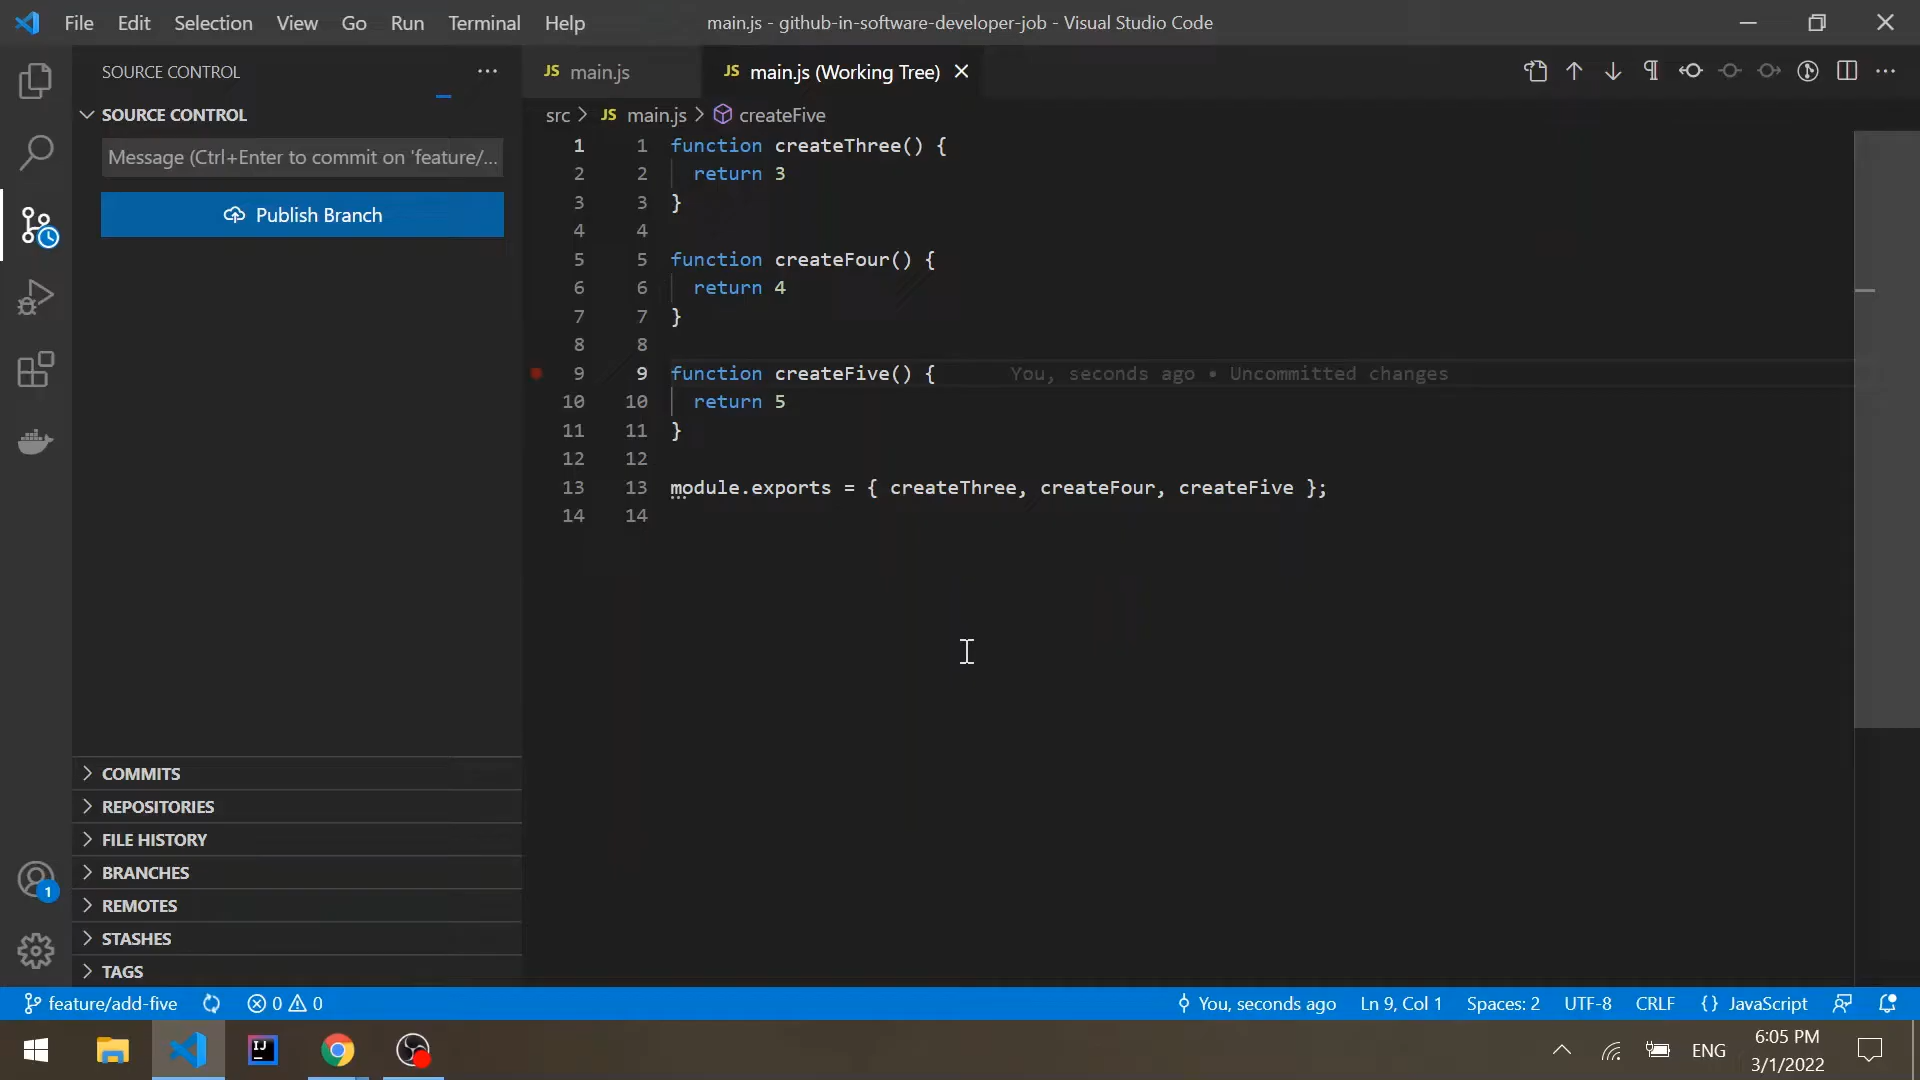 File Edit Selection View Go Run Terminal Help
main.js - github-in-software-developer-job - Visual Studio Code
SOURCE CONTROL
JS main.js
JS main.js (Working Tree)
SOURCE CONTROL
src > JS main.js > createFive
Message (Ctrl+Enter to commit on 'feature/...
Publish Branch
1 1 function createThree() {
2 2 return 3
3 3 }
4 4
5 5 function createFour() {
6 6 return 4
7 7 }
8 8
9 9 function createFive() { You, seconds ago • Uncommitted changes
10 10 return 5
11 11 }
12 12
13 13 module.exports = { createThree, createFour, createFive };
14 14
COMMITS
REPOSITORIES
FILE HISTORY
BRANCHES
REMOTES
STASHES
TAGS
1
feature/add-five 0 0 You, seconds ago Ln 9, Col 1 Spaces: 2 UTF-8 CRLF {} JavaScript
IJ
ENG
6:05 PM
3/1/2022